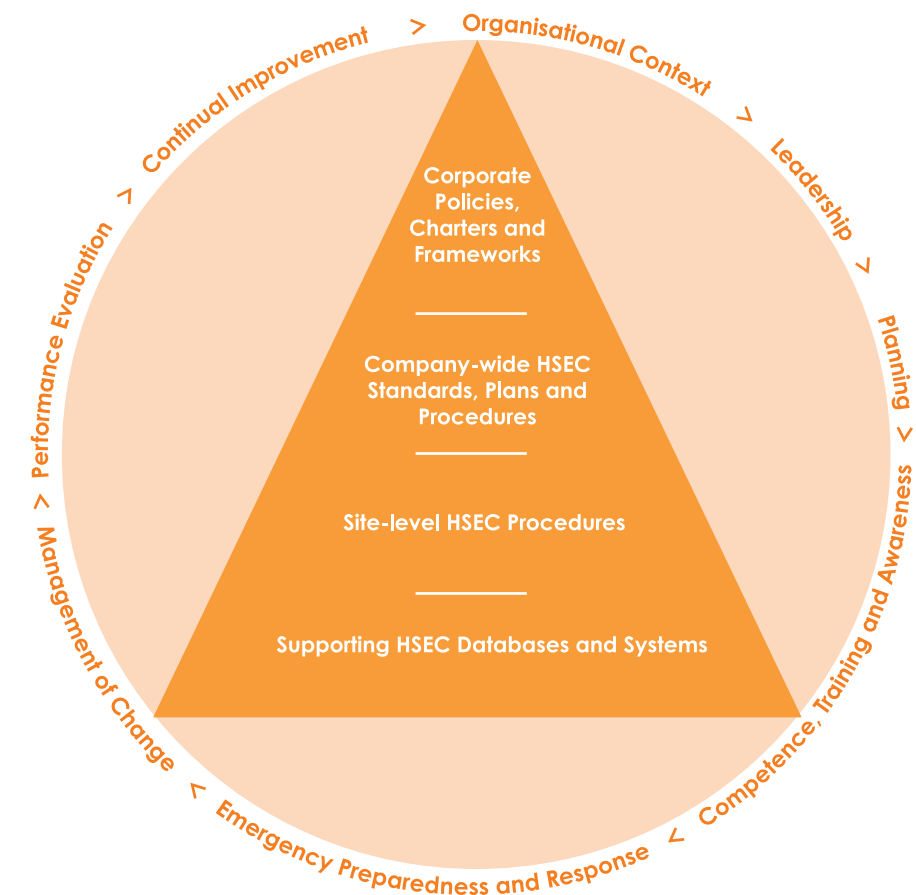 Organisational Context
>
Leadership
>
Planning
>
Competence, Training and Awareness
>
Emergency Preparedness and Response
>
Management of Change
>
Performance Evaluation
>
Continual Improvement
>
Corporate
Policies,
Charters and
Frameworks
Company-wide HSEC
Standards, Plans and
Procedures
Site-level HSEC Procedures
Supporting HSEC Databases and Systems